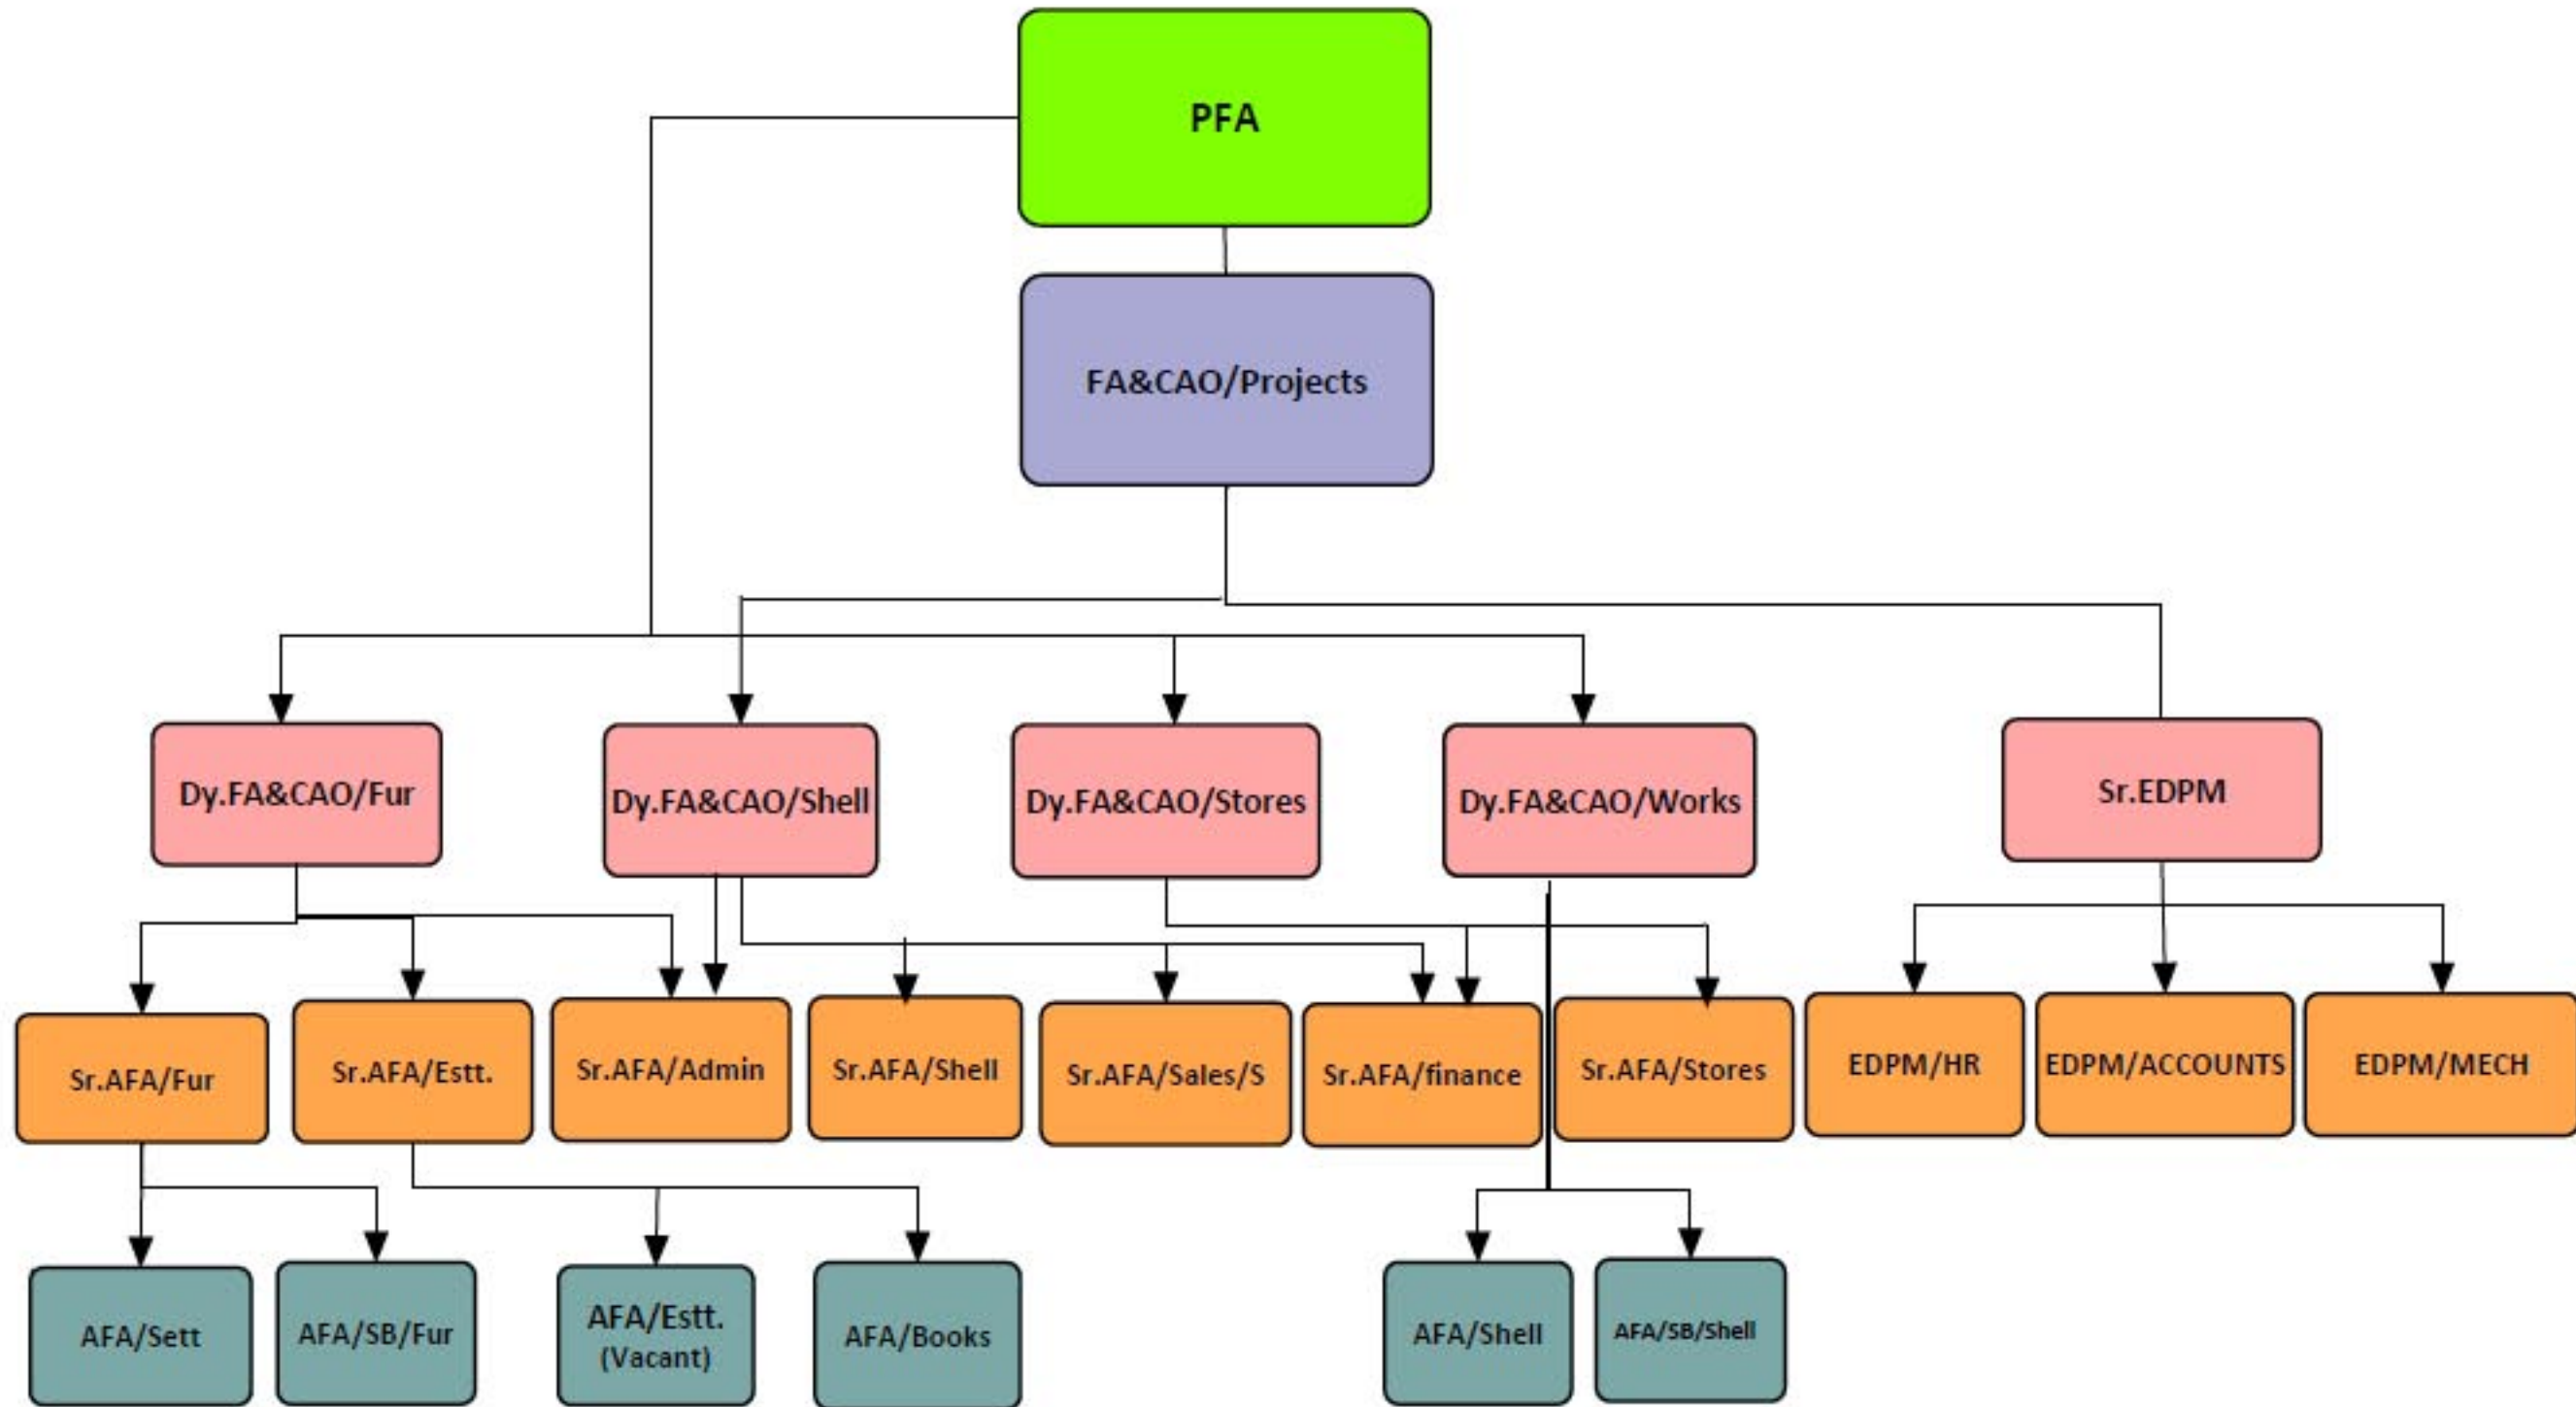 PFA
FA&CAO/Projects
Dy.FA&CAO/Fur
Dy.FA&CAO/Shell
Dy.FA&CAO/Stores
Dy.FA&CAO/Works
Sr.EDPM
Sr.AFA/Fur
Sr.AFA/Estt.
Sr.AFA/Admin
Sr.AFA/Shell
Sr.AFA/Sales/S
Sr.AFA/finance
Sr.AFA/Stores
EDPM/HR
EDPM/ACCOUNTS
EDPM/MECH
AFA/Sett
AFA/SB/Fur
AFA/Estt.
(Vacant)
AFA/Books
AFA/Shell
AFA/SB/Shell